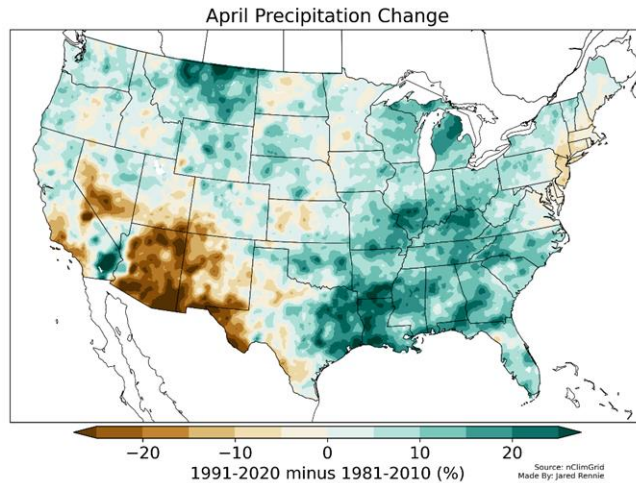 April Precipitation Change
−20 −10 0 10 20
1991-2020 minus 1981-2010 (%)
Source: nClimGrid
Made By: Jared Rennie